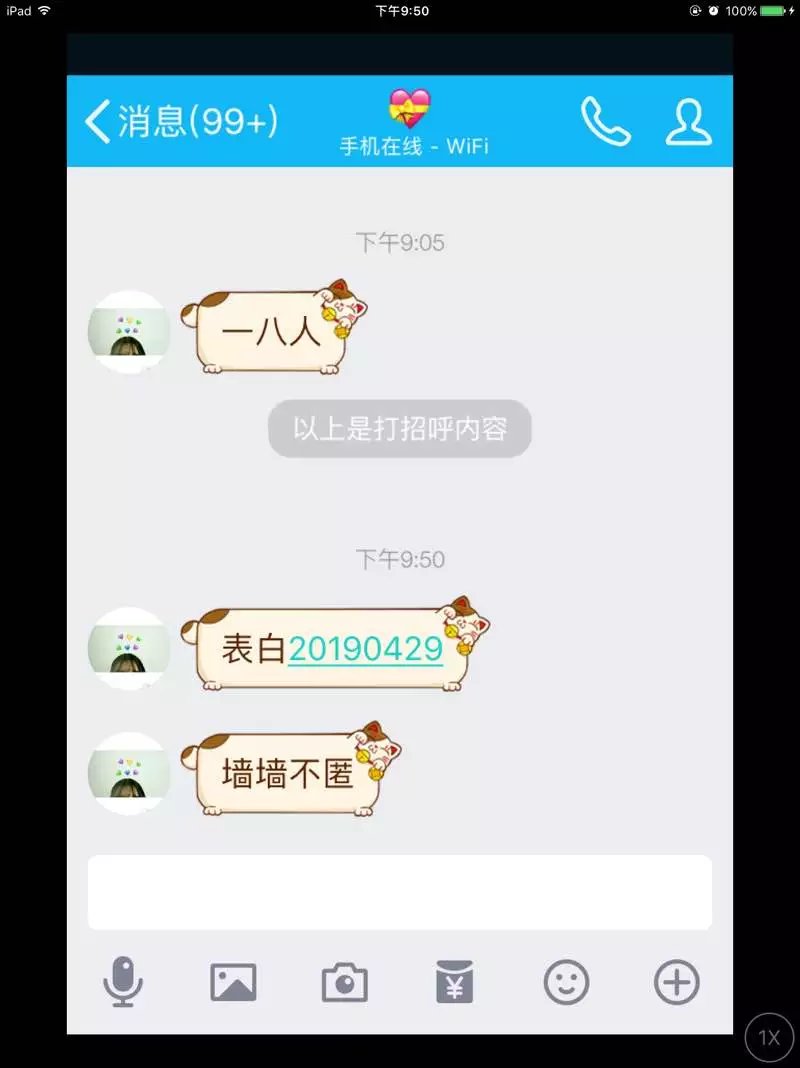 iPad 下午9:50 100%
消息(99+)
手机在线 - WiFi
下午9:05
一八人
以上是打招呼内容
下午9:50
表白20190429
墙墙不匿
¥
1X